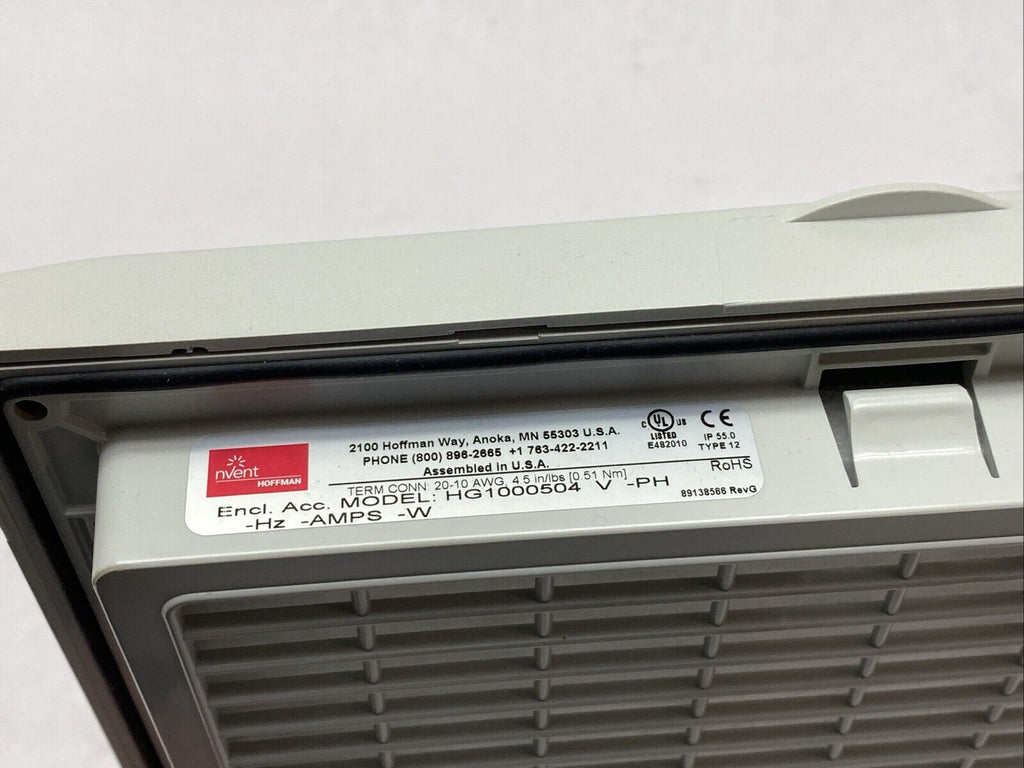 nVent
HOFFMAN
2100 Hoffman Way, Anoka, MN 55303 U.S.A.
PHONE (800) 896-2665 +1 763-422-2211
Assembled in U.S.A.
TERM CONN: 20-10 AWG, 4.5 in/lbs [0.51 Nm]
Encl. Acc. MODEL: HG1000504 V -PH
-Hz -AMPS -W
C UL US
LISTED
E482010
CE
IP 55.0
TYPE 12
RoHS
89138566 RevG